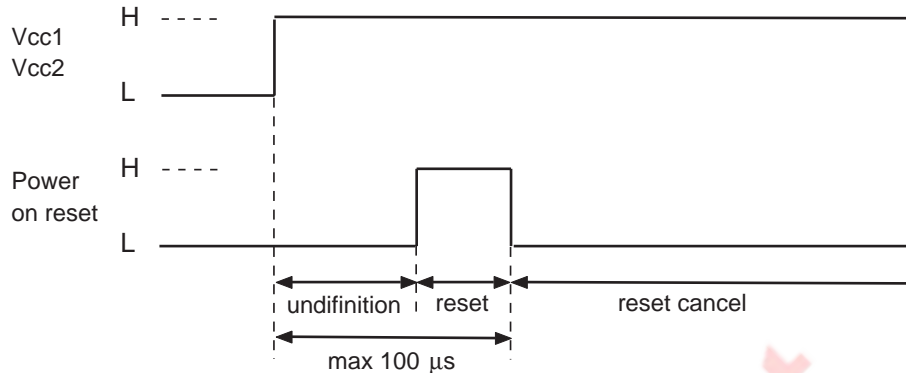 Vcc1
Vcc2
H
L
Power
on reset
H
L
undifinition
reset
reset cancel
max 100 μs